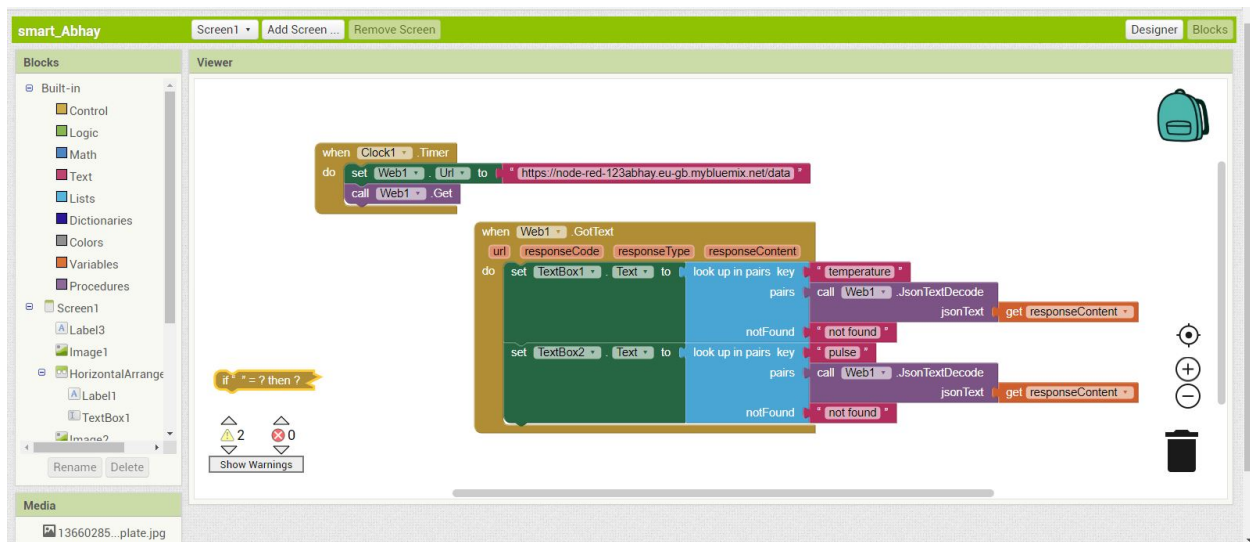 smart_Abhay Screen1 Add Screen ... Remove Screen Designer Blocks
Blocks
Built-in
Control
Logic
Math
Text
Lists
Dictionaries
Colors
Variables
Procedures
Screen1
Label3
Image1
HorizontalArrange
Label1
TextBox1
Image2
Rename Delete
Media
13660285...plate.jpg
Viewer
when Clock1 .Timer
do set Web1 . Url to " https://node-red-123abhay.eu-gb.mybluemix.net/data "
call Web1 .Get
when Web1 .GotText
url responseCode responseType responseContent
do set TextBox1 . Text to look up in pairs key " temperature "
pairs call Web1 .JsonTextDecode
jsonText get responseContent
notFound " not found "
set TextBox2 . Text to look up in pairs key " pulse "
pairs call Web1 .JsonTextDecode
jsonText get responseContent
notFound " not found "
if " " = ? then ?
2 0
Show Warnings